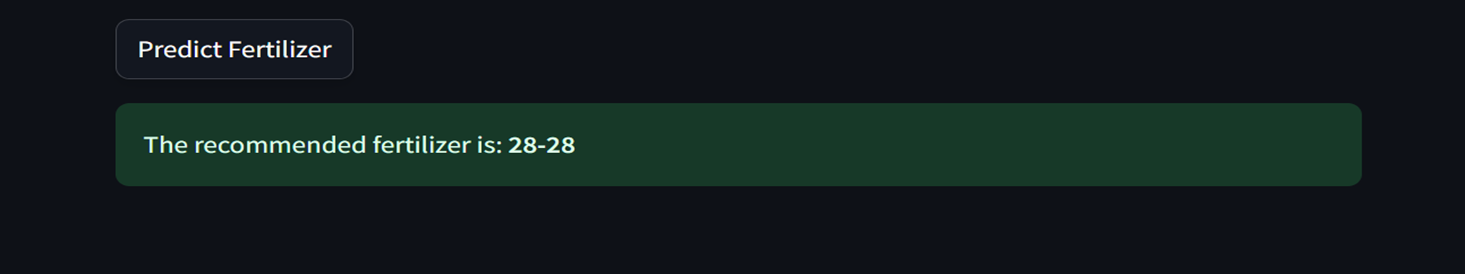 Predict Fertilizer
The recommended fertilizer is: 28-28